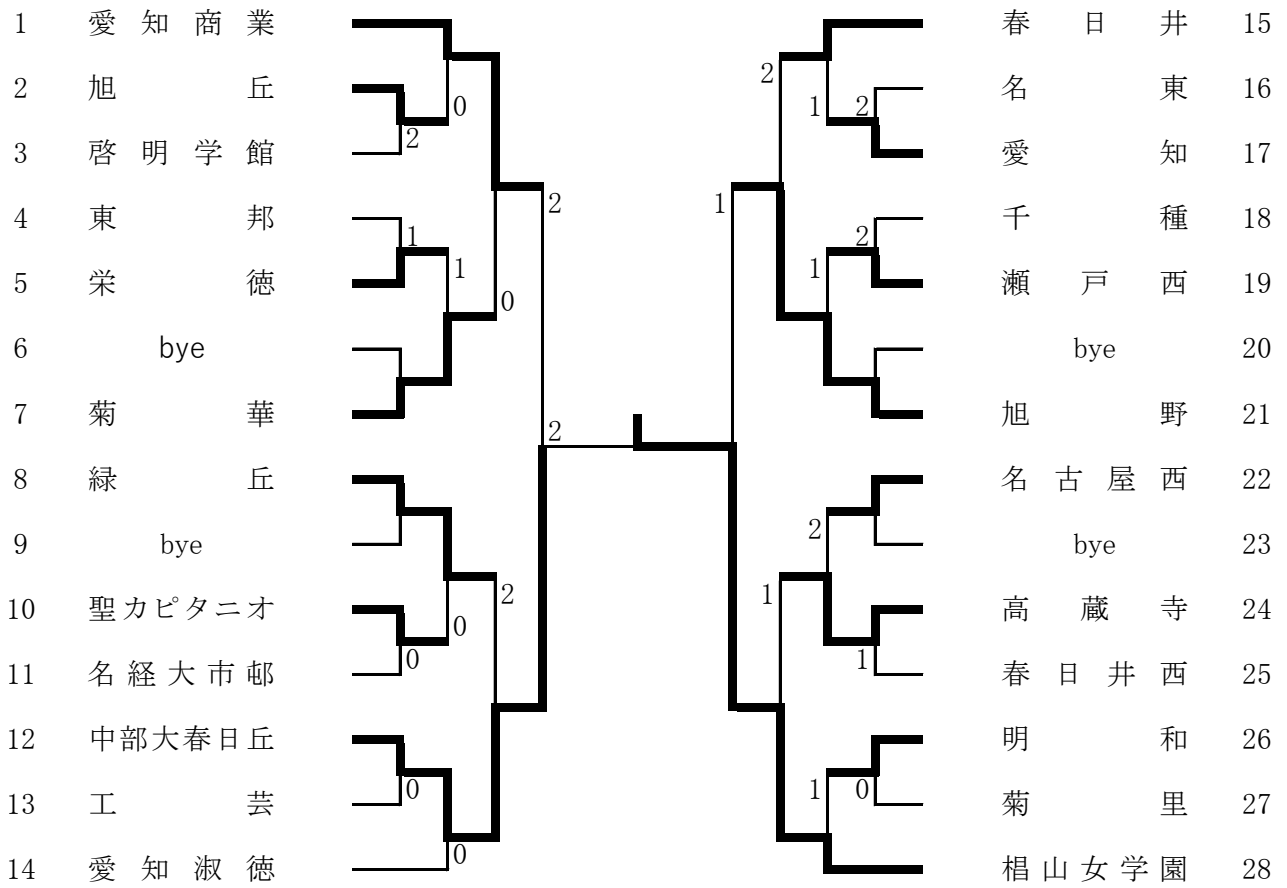 1 愛知商業 春日井 15
2 旭丘 0 2 1 2 名東 16
3 啓明学館 2 愛知 17
4 東邦 1 2 1 2 千種 18
5 栄徳 1 0 1 瀬戸西 19
6 bye bye 20
7 菊華 2 旭野 21
8 緑丘 名古屋西 22
9 bye 2 bye 23
10 聖カピタニオ 0 2 1 高蔵寺 24
11 名経大市邨 0 1 春日井西 25
12 中部大春日丘 明和 26
13 工芸 0 1 0 菊里 27
14 愛知淑徳 0 椙山女学園 28